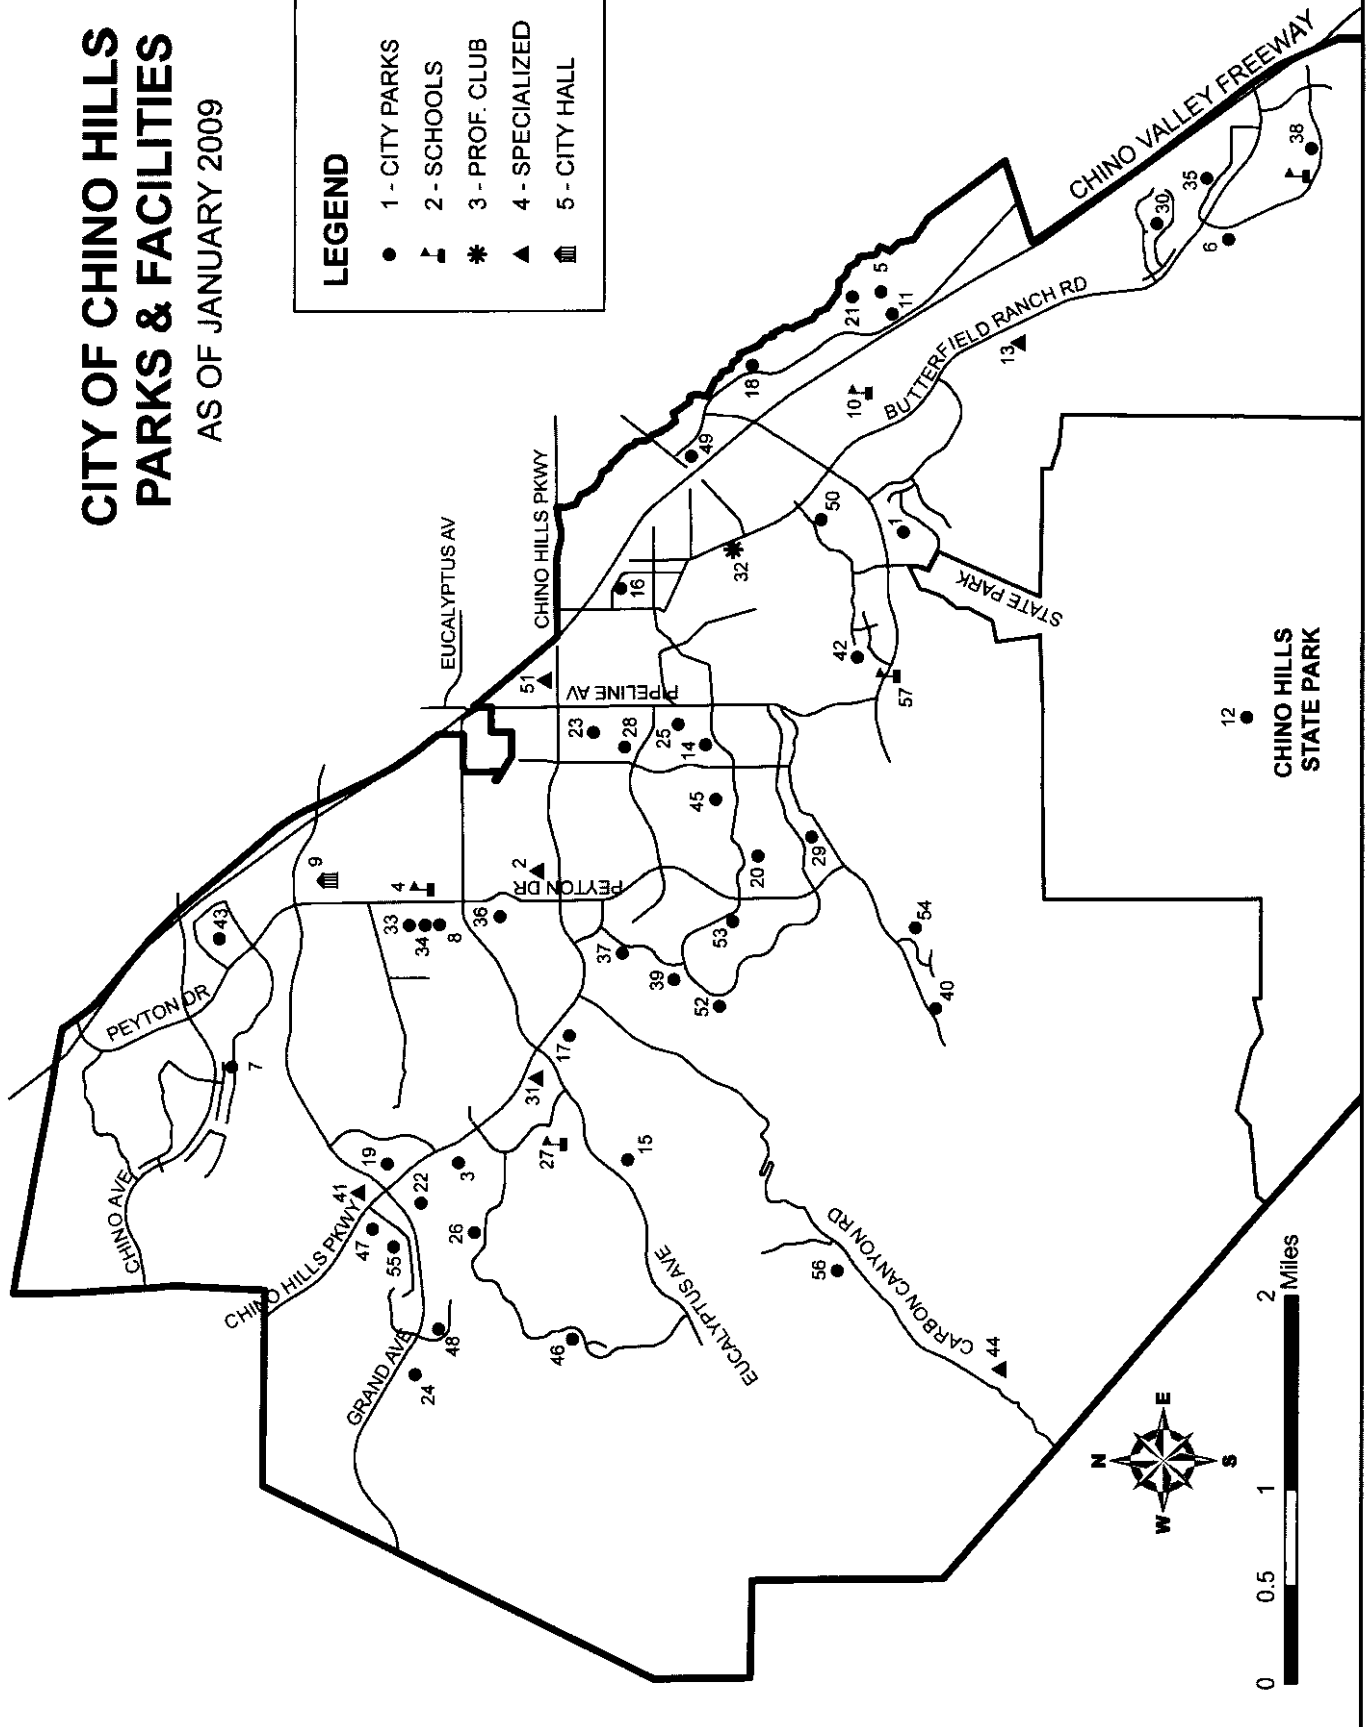 CITY OF CHINO HILLS
PARKS & FACILITIES
AS OF JANUARY 2009
LEGEND
1 - CITY PARKS
2 - SCHOOLS
3 - PROF. CLUB
4 - SPECIALIZED
5 - CITY HALL
CHINO AVE
PEYTON DR
43
7
9
CHINO HILLS PKWY
41
19
47
55
22
3
26
GRAND AVE
24
48
46
33
34
8
4
36
2
PEYTON DR
EUCALYPTUS AV
CHINO HILLS PKWY
51
PIPELINE AV
23
28
25
14
45
16
31
17
27
15
EUCALYPTUS AVE
37
39
52
53
20
29
54
40
CARBON CANYON RD
56
44
32
49
18
21
5
11
10
BUTTERFIELD RANCH RD
13
50
1
42
57
STATE PARK
CHINO VALLEY FREEWAY
30
35
6
38
12
CHINO HILLS
STATE PARK
N
W
E
S
0
0.5
1
2
Miles